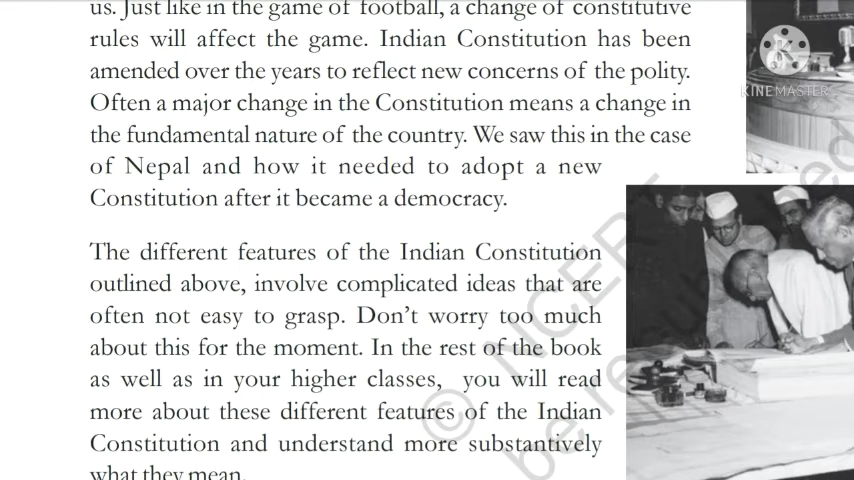 us. Just like in the game of football, a change of constitutive
rules will affect the game. Indian Constitution has been
amended over the years to reflect new concerns of the polity.
Often a major change in the Constitution means a change in
the fundamental nature of the country. We saw this in the case
of Nepal and how it needed to adopt a new
Constitution after it became a democracy.
The different features of the Indian Constitution
outlined above, involve complicated ideas that are
often not easy to grasp. Don't worry too much
about this for the moment. In the rest of the book
as well as in your higher classes, you will read
more about these different features of the Indian
Constitution and understand more substantively
what they mean.
KINEMASTER
© NCERT
be re